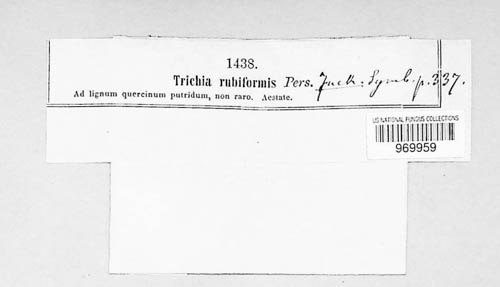 1438.
Trichia rubiformis Pers. Fuck. Symb. p. 337.
Ad lignum quercinum putridum, non raro. Aestate.
US NATIONAL FUNGUS COLLECTIONS
969959